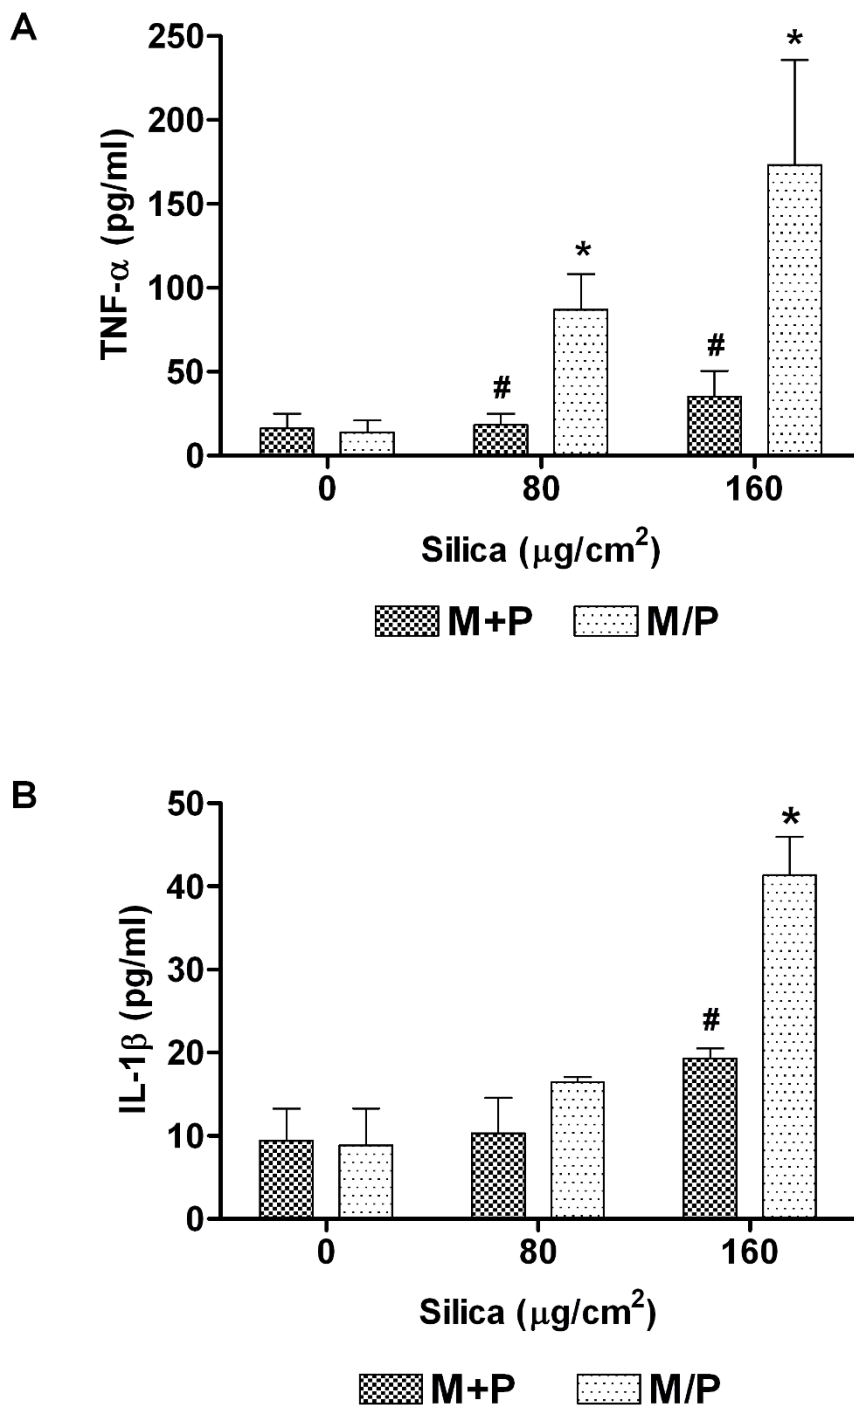 A
250
*
200
150
*
100
#
#
50
0
TNF-α (pg/ml)
0 80 160
Silica (μg/cm²)
M+P M/P
B
50
*
40
30
#
20
10
0
IL-1β (pg/ml)
0 80 160
Silica (μg/cm²)
M+P M/P